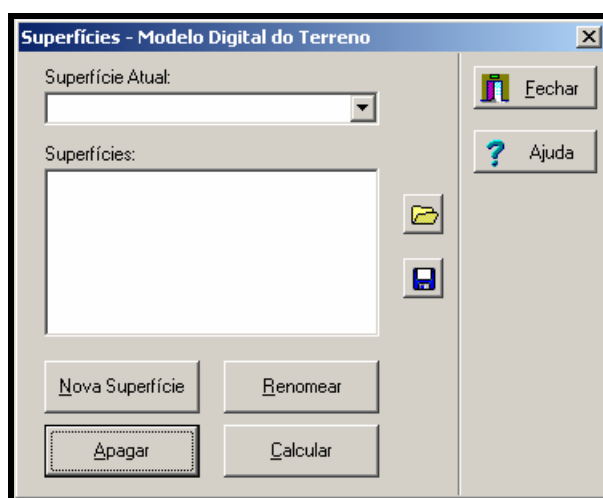 Superfícies - Modelo Digital do Terreno
Superfície Atual:
Fechar
Ajuda
Superfícies:
Nova Superfície
Renomear
Apagar
Calcular